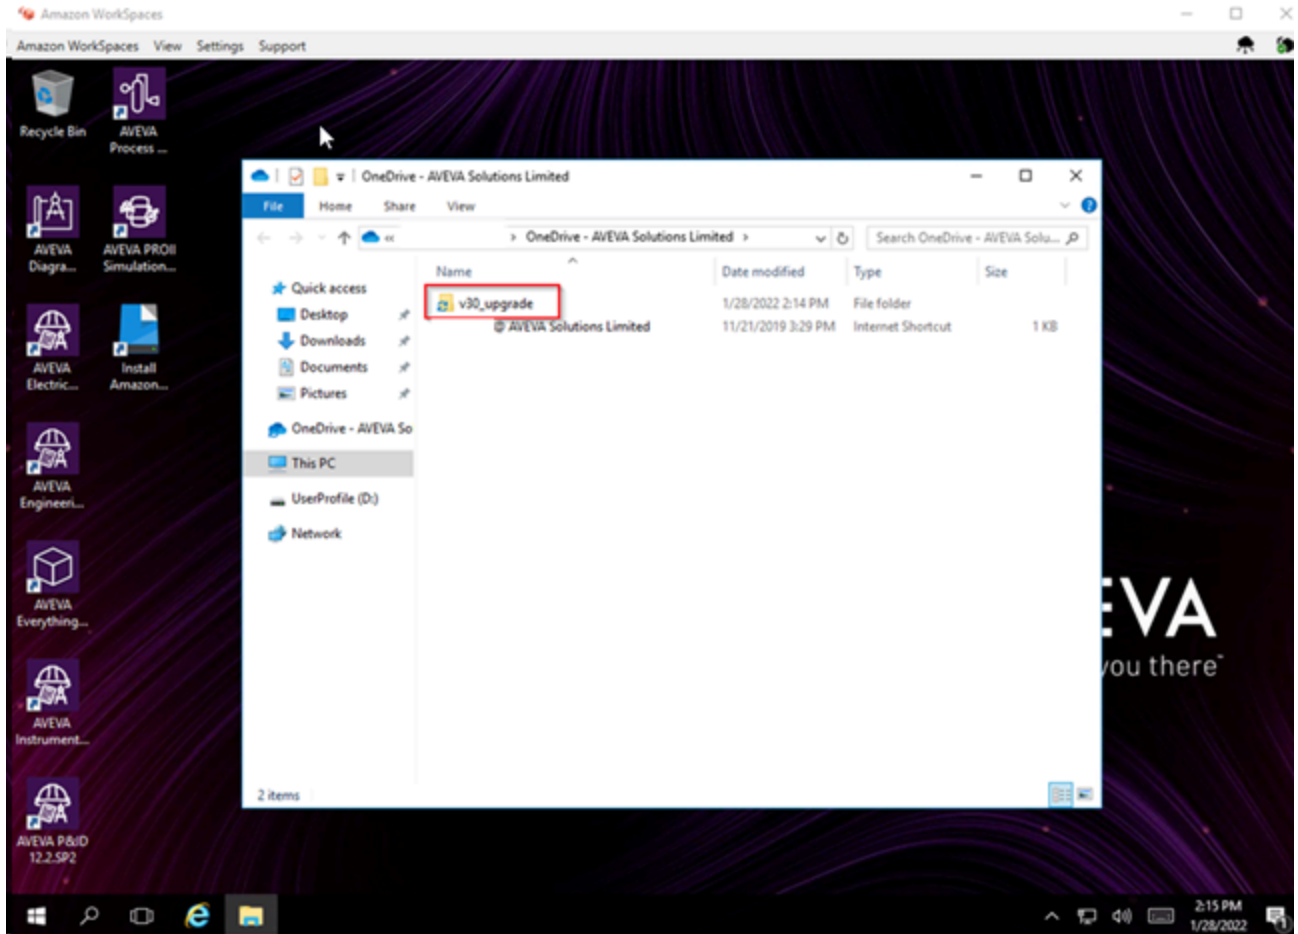 Amazon WorkSpaces
Amazon WorkSpaces View Settings Support
Recycle Bin
AVEVA
Process ...
AVEVA
Diagra...
AVEVA PROII
Simulation...
AVEVA
Electric...
Install
Amazon...
AVEVA
Engineeri...
AVEVA
Everything...
AVEVA
Instrument...
AVEVA P&ID
12.2.SP2
OneDrive - AVEVA Solutions Limited
File Home Share View
« > OneDrive - AVEVA Solutions Limited >
Search OneDrive - AVEVA Solu...
Name Date modified Type Size
v30_upgrade 1/28/2022 2:14 PM File folder
@ AVEVA Solutions Limited 11/21/2019 3:29 PM Internet Shortcut 1 KB
Quick access
Desktop
Downloads
Documents
Pictures
OneDrive - AVEVA So
This PC
UserProfile (D:)
Network
2 items
EVA
you there™
2:15 PM
1/28/2022